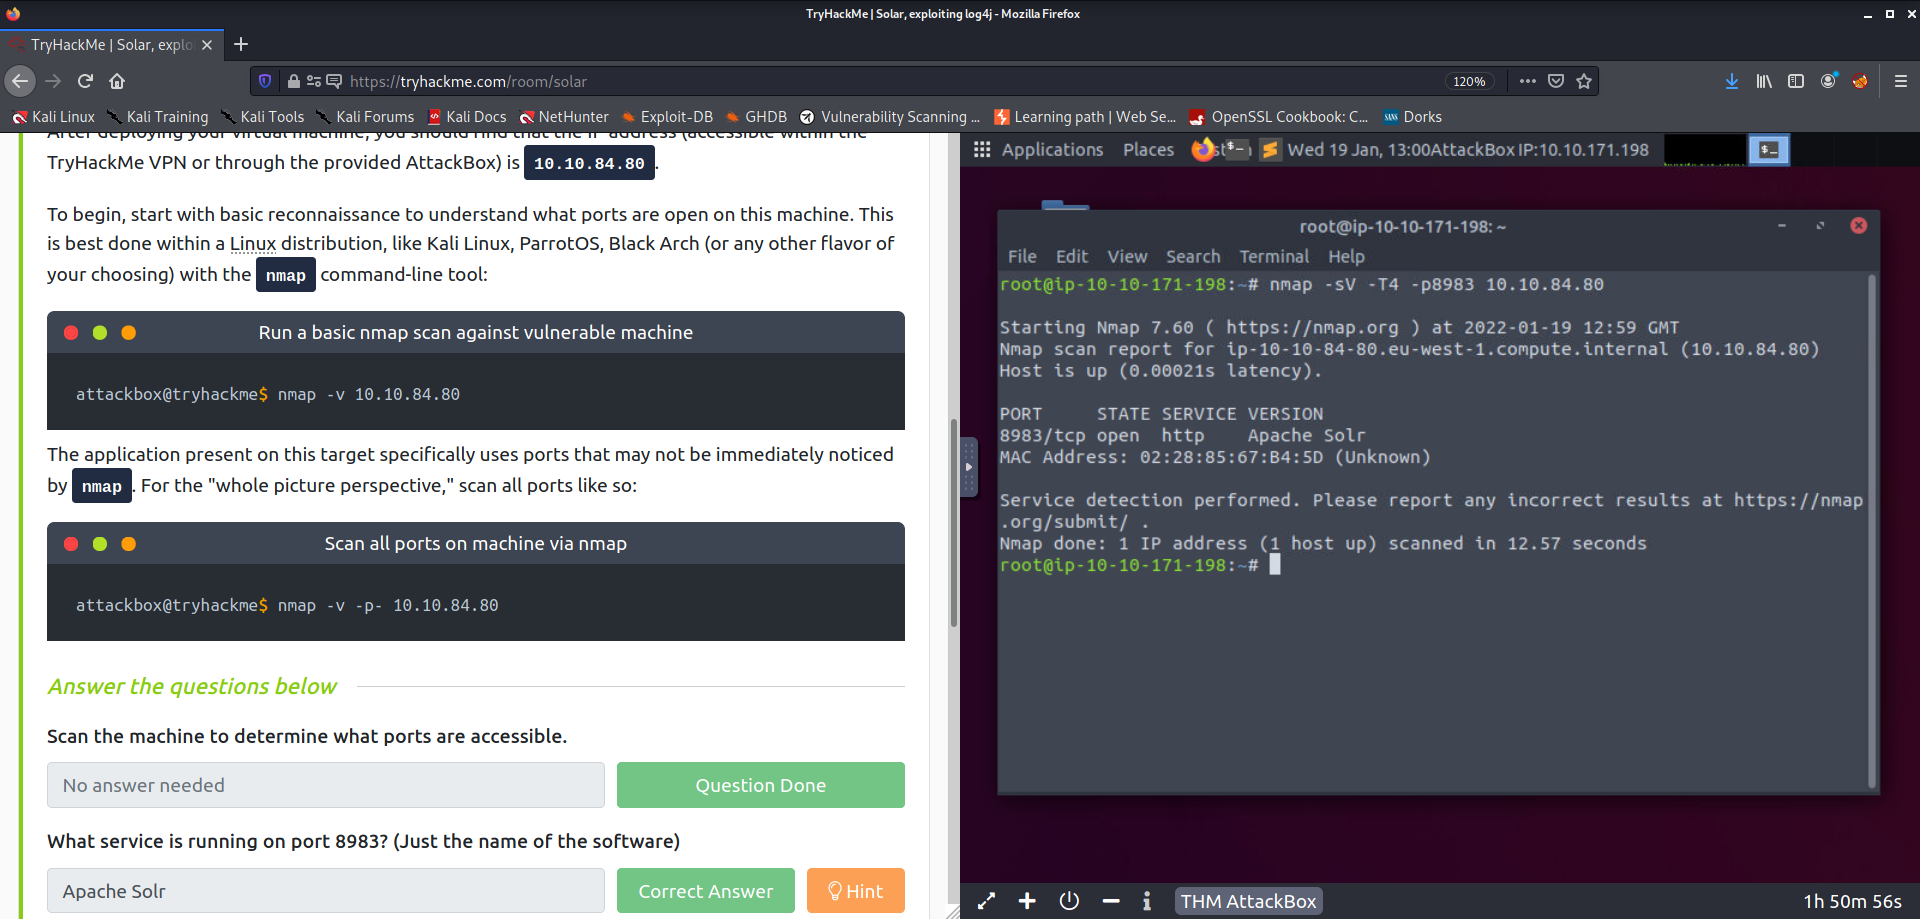 TryHackMe | Solar, exploiting log4j - Mozilla Firefox
TryHackMe | Solar, explo
https://tryhackme.com/room/solar
120%
Kali Linux
Kali Training
Kali Tools
Kali Forums
Kali Docs
NetHunter
Exploit-DB
GHDB
Vulnerability Scanning ...
Learning path | Web Se...
OpenSSL Cookbook: C...
Dorks
After deploying your virtual machine, you should find that the IP address (accessible within the
TryHackMe VPN or through the provided AttackBox) is 10.10.84.80.
To begin, start with basic reconnaissance to understand what ports are open on this machine. This
is best done within a Linux distribution, like Kali Linux, ParrotOS, Black Arch (or any other flavor of
your choosing) with the nmap command-line tool:
Run a basic nmap scan against vulnerable machine
attackbox@tryhackme$ nmap -v 10.10.84.80
The application present on this target specifically uses ports that may not be immediately noticed
by nmap. For the "whole picture perspective," scan all ports like so:
Scan all ports on machine via nmap
attackbox@tryhackme$ nmap -v -p- 10.10.84.80
Answer the questions below
Scan the machine to determine what ports are accessible.
No answer needed
Question Done
What service is running on port 8983? (Just the name of the software)
Apache Solr
Correct Answer
Hint
Applications
Places
Wed 19 Jan, 13:00
AttackBox IP:10.10.171.198
root@ip-10-10-171-198: ~
File Edit View Search Terminal Help
root@ip-10-10-171-198:~# nmap -sV -T4 -p8983 10.10.84.80
Starting Nmap 7.60 ( https://nmap.org ) at 2022-01-19 12:59 GMT
Nmap scan report for ip-10-10-84-80.eu-west-1.compute.internal (10.10.84.80)
Host is up (0.00021s latency).
PORT STATE SERVICE VERSION
8983/tcp open http Apache Solr
MAC Address: 02:28:85:67:B4:5D (Unknown)
Service detection performed. Please report any incorrect results at https://nmap
.org/submit/ .
Nmap done: 1 IP address (1 host up) scanned in 12.57 seconds
root@ip-10-10-171-198:~#
THM AttackBox
1h 50m 56s